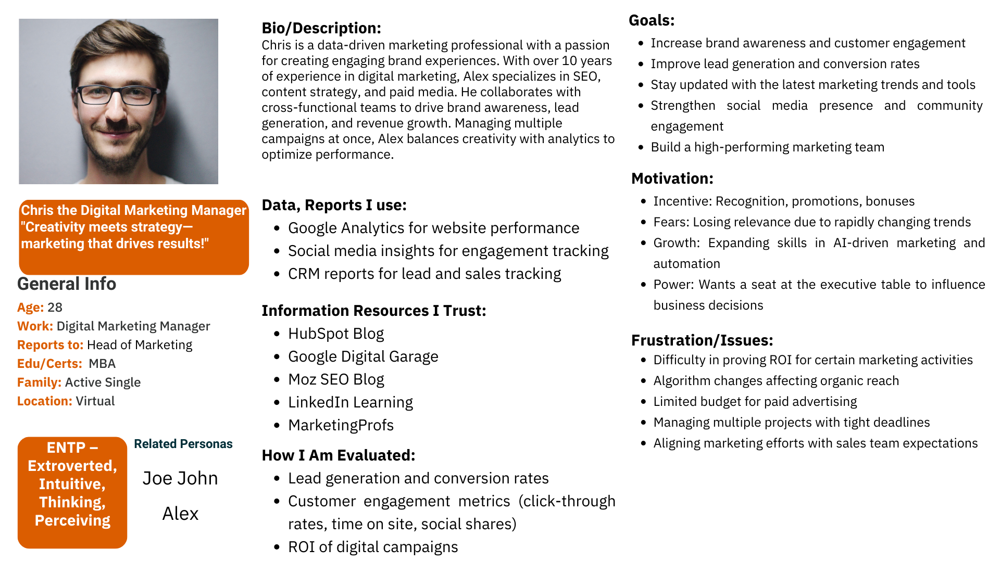 Chris the Digital Marketing Manager
"Creativity meets strategy—
marketing that drives results!"
General Info
Age: 28
Work: Digital Marketing Manager
Reports to: Head of Marketing
Edu/Certs: MBA
Family: Active Single
Location: Virtual
ENTP –
Extroverted,
Intuitive,
Thinking,
Perceiving
Related Personas
Joe John
Alex
Bio/Description:
Chris is a data-driven marketing professional with a passion
for creating engaging brand experiences. With over 10 years
of experience in digital marketing, Alex specializes in SEO,
content strategy, and paid media. He collaborates with
cross-functional teams to drive brand awareness, lead
generation, and revenue growth. Managing multiple
campaigns at once, Alex balances creativity with analytics to
optimize performance.
Data, Reports I use:
• Google Analytics for website performance
• Social media insights for engagement tracking
• CRM reports for lead and sales tracking
Information Resources I Trust:
• HubSpot Blog
• Google Digital Garage
• Moz SEO Blog
• LinkedIn Learning
• MarketingProfs
How I Am Evaluated:
• Lead generation and conversion rates
• Customer engagement metrics (click-through
rates, time on site, social shares)
• ROI of digital campaigns
Goals:
• Increase brand awareness and customer engagement
• Improve lead generation and conversion rates
• Stay updated with the latest marketing trends and tools
• Strengthen social media presence and community
engagement
• Build a high-performing marketing team
Motivation:
• Incentive: Recognition, promotions, bonuses
• Fears: Losing relevance due to rapidly changing trends
• Growth: Expanding skills in AI-driven marketing and
automation
• Power: Wants a seat at the executive table to influence
business decisions
Frustration/Issues:
• Difficulty in proving ROI for certain marketing activities
• Algorithm changes affecting organic reach
• Limited budget for paid advertising
• Managing multiple projects with tight deadlines
• Aligning marketing efforts with sales team expectations